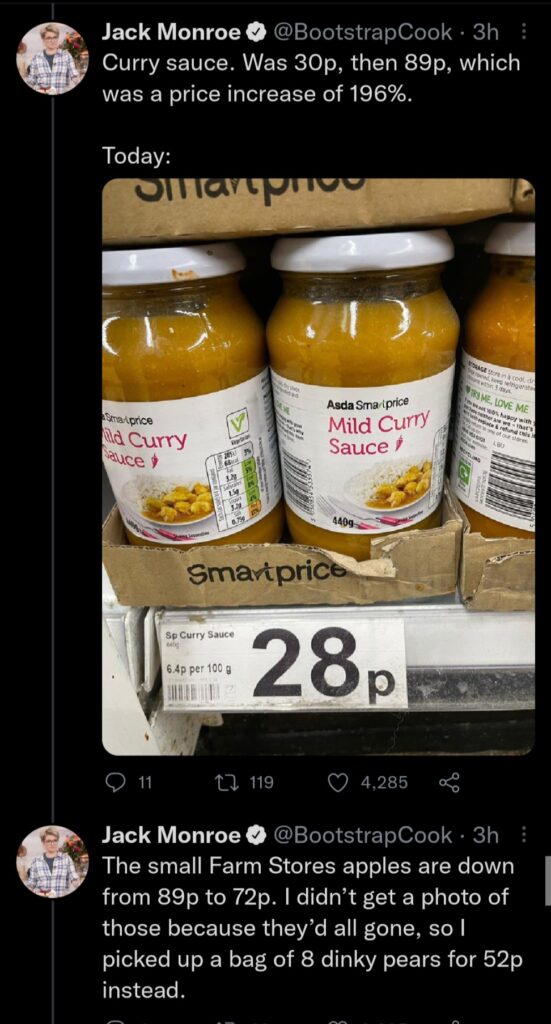 Jack Monroe @BootstrapCook · 3h
Curry sauce. Was 30p, then 89p, which
was a price increase of 196%.
Today:
Smartprice
Smartprice
Curry
Sauce
Asda Smartprice
Mild Curry
Sauce
440g
TRY ME, LOVE ME
Smartprice
Sp Curry Sauce
440g
6.4p per 100 g
28p
11 119 4,285
Jack Monroe @BootstrapCook · 3h
The small Farm Stores apples are down
from 89p to 72p. I didn't get a photo of
those because they'd all gone, so I
picked up a bag of 8 dinky pears for 52p
instead.